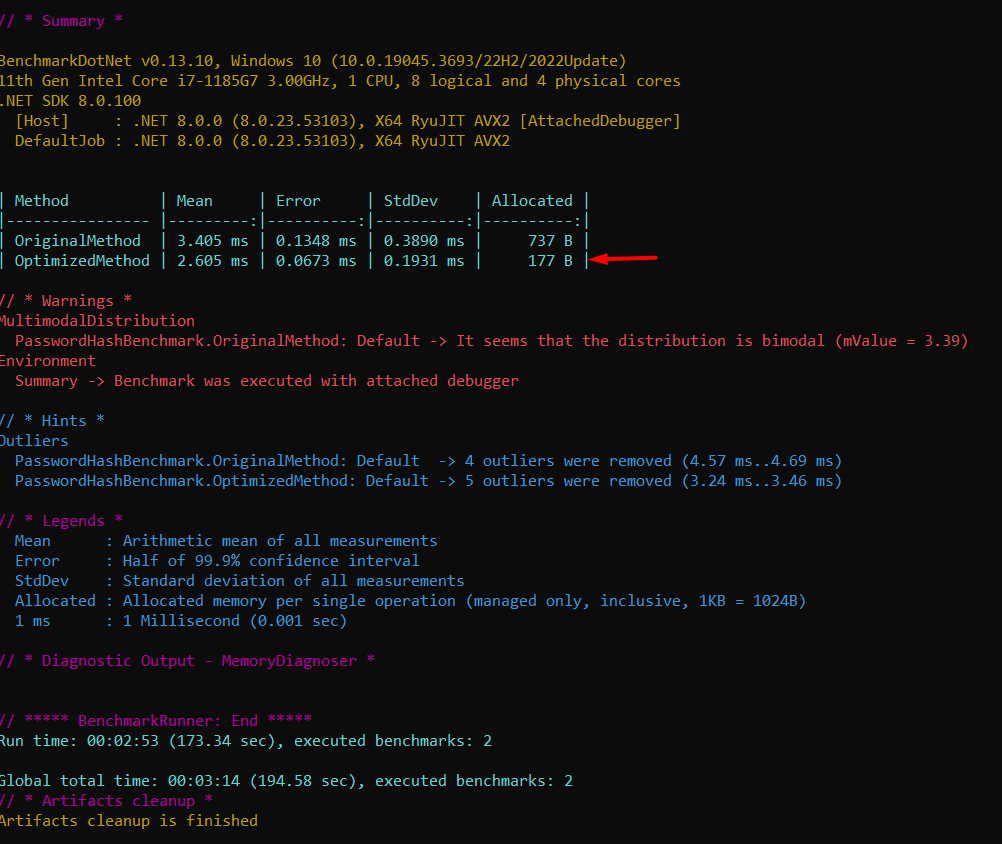 // * Summary *
BenchmarkDotNet v0.13.10, Windows 10 (10.0.19045.3693/22H2/2022Update)
11th Gen Intel Core i7-1185G7 3.00GHz, 1 CPU, 8 logical and 4 physical cores
.NET SDK 8.0.100
  [Host]     : .NET 8.0.0 (8.0.23.53103), X64 RyuJIT AVX2 [AttachedDebugger]
  DefaultJob : .NET 8.0.0 (8.0.23.53103), X64 RyuJIT AVX2
| Method          | Mean     | Error     | StdDev    | Allocated |
|---------------- |---------:|----------:|----------:|----------:|
| OriginalMethod  | 3.405 ms | 0.1348 ms | 0.3890 ms |     737 B |
| OptimizedMethod | 2.605 ms | 0.0673 ms | 0.1931 ms |     177 B |
// * Warnings *
MultimodalDistribution
  PasswordHashBenchmark.OriginalMethod: Default -> It seems that the distribution is bimodal (mValue = 3.39)
Environment
  Summary -> Benchmark was executed with attached debugger
// * Hints *
Outliers
  PasswordHashBenchmark.OriginalMethod: Default  -> 4 outliers were removed (4.57 ms..4.69 ms)
  PasswordHashBenchmark.OptimizedMethod: Default -> 5 outliers were removed (3.24 ms..3.46 ms)
// * Legends *
  Mean      : Arithmetic mean of all measurements
  Error     : Half of 99.9% confidence interval
  StdDev    : Standard deviation of all measurements
  Allocated : Allocated memory per single operation (managed only, inclusive, 1KB = 1024B)
  1 ms      : 1 Millisecond (0.001 sec)
// * Diagnostic Output - MemoryDiagnoser *
// ***** BenchmarkRunner: End *****
Run time: 00:02:53 (173.34 sec), executed benchmarks: 2
Global total time: 00:03:14 (194.58 sec), executed benchmarks: 2
// * Artifacts cleanup *
Artifacts cleanup is finished